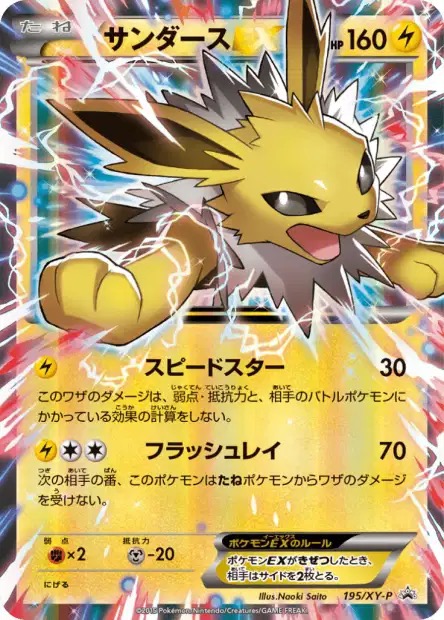 たね サンダースEX HP160
スピードスター 30
このワザのダメージは、弱点・抵抗力と、相手のバトルポケモンに
かかっている効果の計算をしない。
フラッシュレイ 70
次の相手の番、このポケモンはたねポケモンからワザのダメージ
を受けない。
弱点 抵抗力
×2 -20
にげる
ポケモンEXのルール
ポケモンEXがきぜつしたとき、
相手はサイドを2枚とる。
Illus.Naoki Saito 195/XY-P
©2015 Pokémon/Nintendo/Creatures/GAME FREAK.